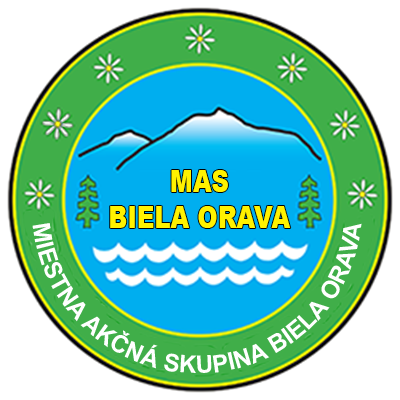 MAS
BIELA ORAVA
MIESTNA AKČNÁ SKUPINA BIELA ORAVA